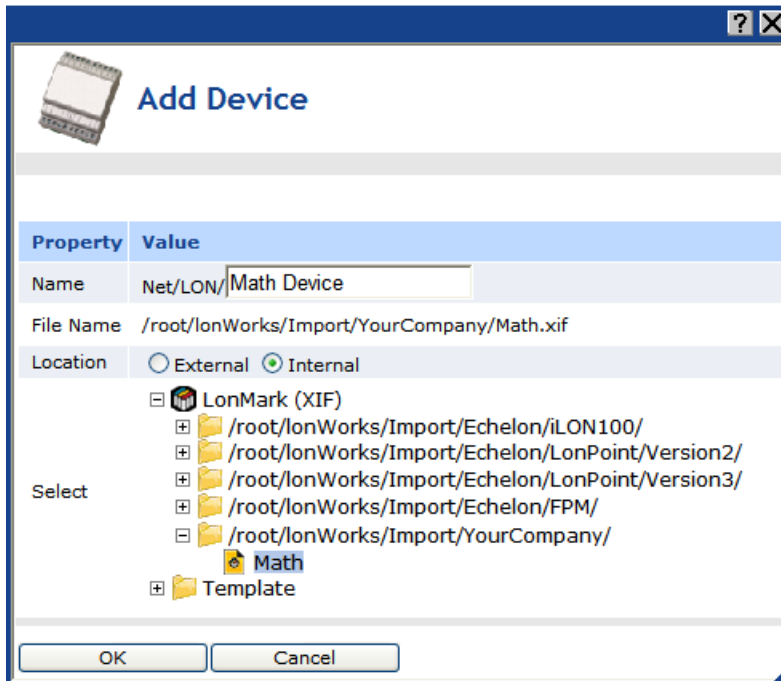 ?
Add Device
Property Value
Name Net/LON/Math Device
File Name /root/lonWorks/Import/YourCompany/Math.xif
Location External Internal
LonMark (XIF)
/root/lonWorks/Import/Echelon/iLON100/
/root/lonWorks/Import/Echelon/LonPoint/Version2/
/root/lonWorks/Import/Echelon/LonPoint/Version3/
Select
/root/lonWorks/Import/Echelon/FPM/
/root/lonWorks/Import/YourCompany/
Math
Template
OK Cancel